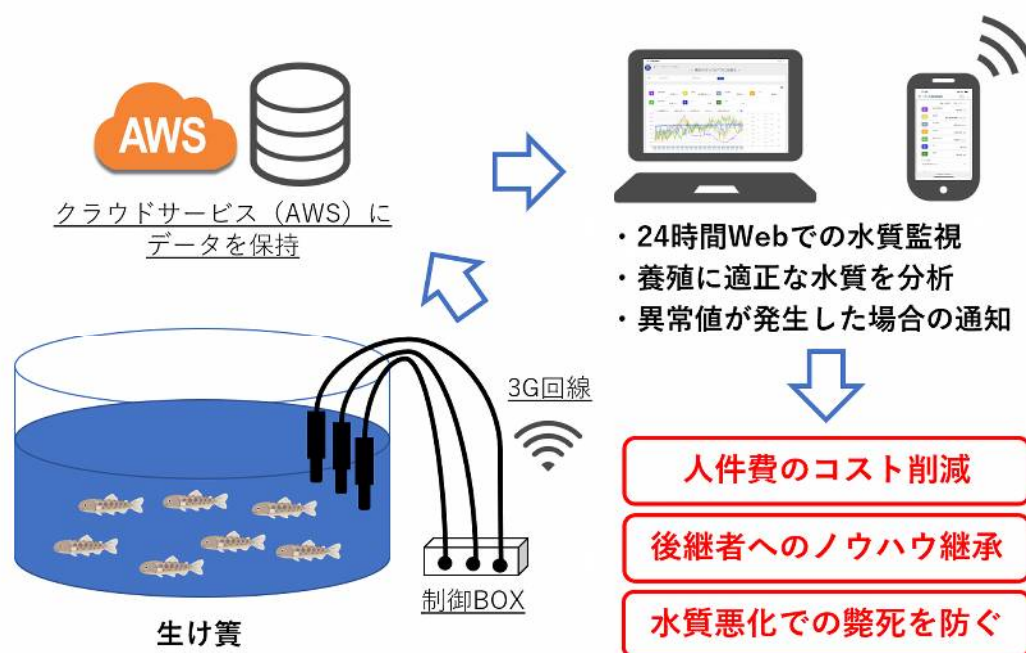 AWS
クラウドサービス（AWS）に
データを保持
・24時間Webでの水質監視
・養殖に適正な水質を分析
・異常値が発生した場合の通知
3G回線
制御BOX
生け簀
人件費のコスト削減
後継者へのノウハウ継承
水質悪化での斃死を防ぐ